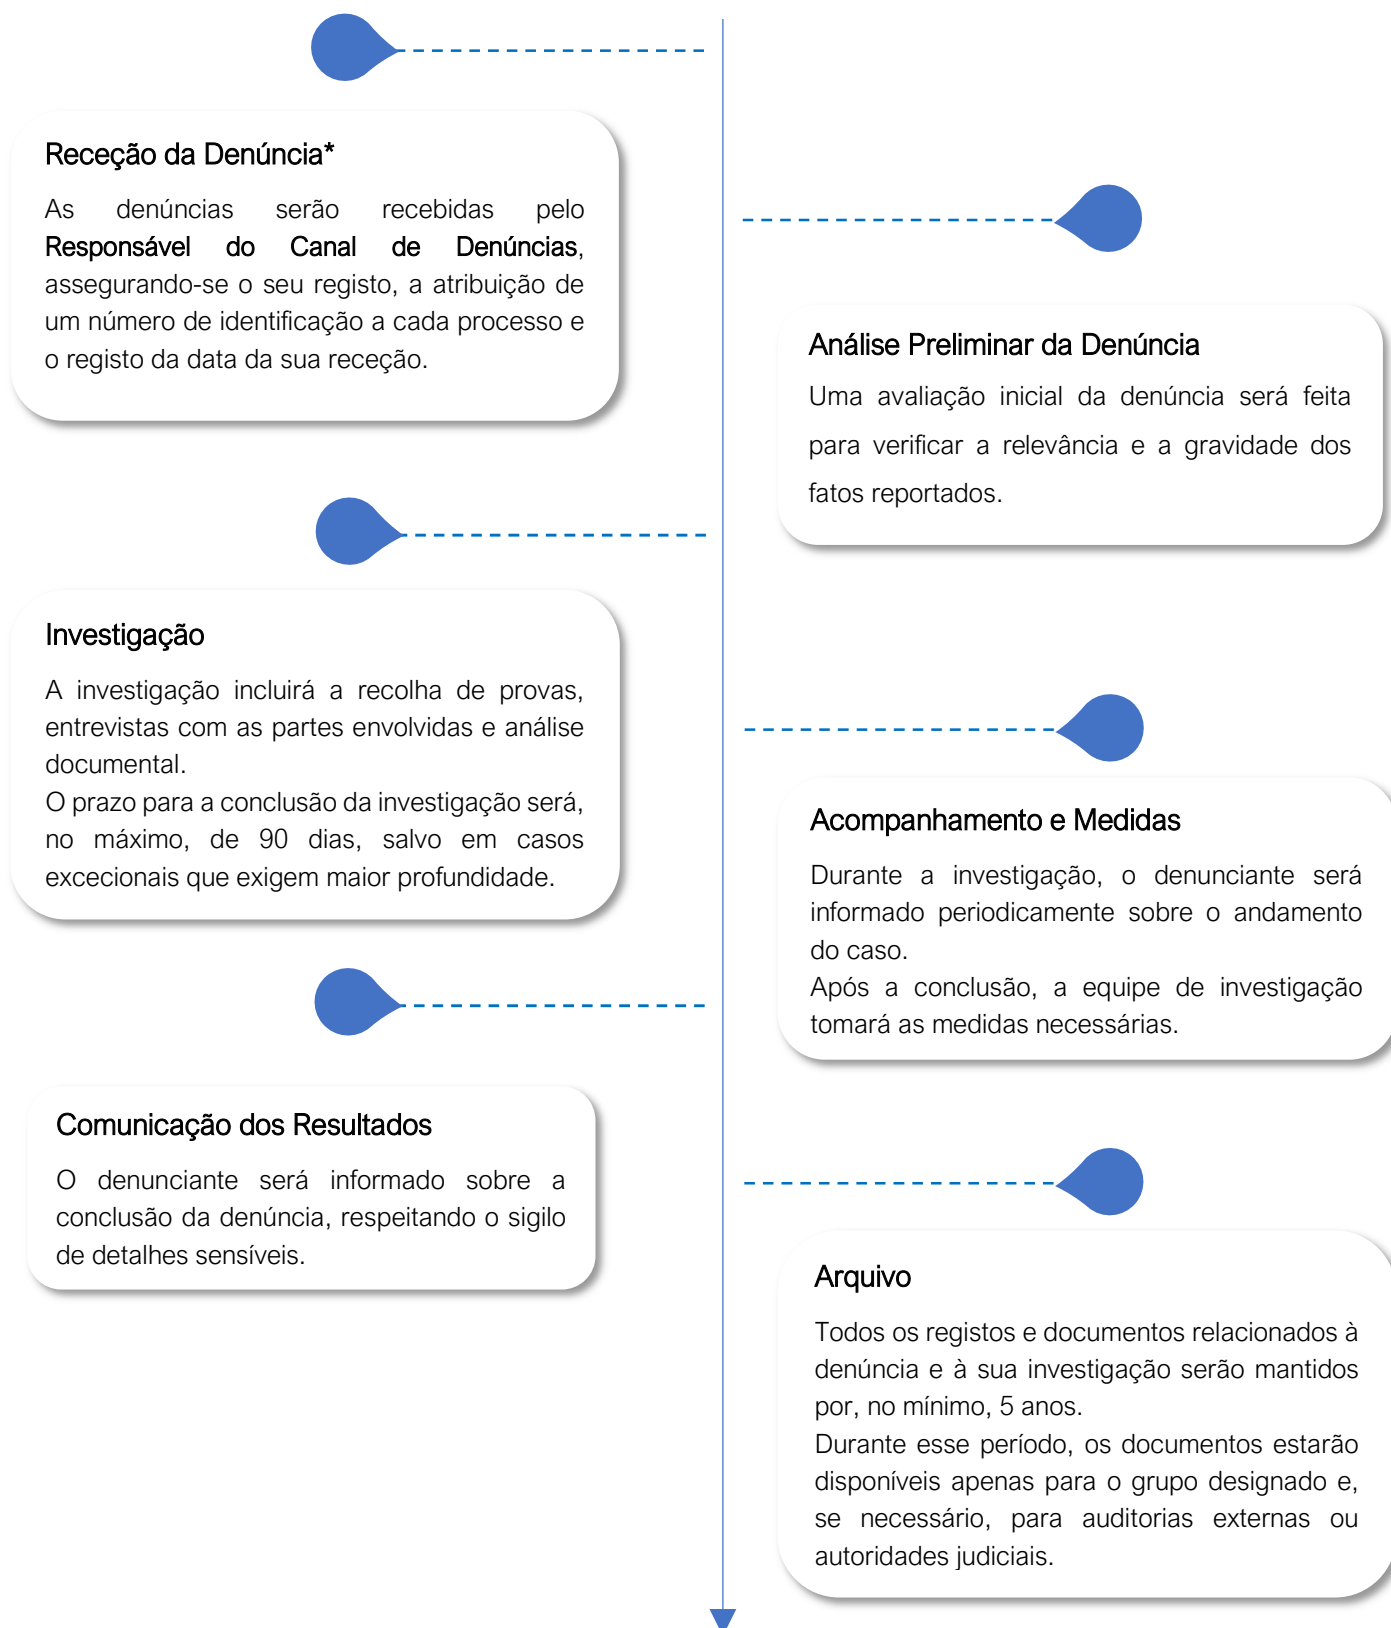 Receção da Denúncia*
As denúncias serão recebidas pelo
Responsável do Canal de Denúncias,
assegurando-se o seu registo, a atribuição de
um número de identificação a cada processo e
o registo da data da sua receção.
Análise Preliminar da Denúncia
Uma avaliação inicial da denúncia será feita
para verificar a relevância e a gravidade dos
fatos reportados.
Investigação
A investigação incluirá a recolha de provas,
entrevistas com as partes envolvidas e análise
documental.
O prazo para a conclusão da investigação será,
no máximo, de 90 dias, salvo em casos
excecionais que exigem maior profundidade.
Acompanhamento e Medidas
Durante a investigação, o denunciante será
informado periodicamente sobre o andamento
do caso.
Após a conclusão, a equipe de investigação
tomará as medidas necessárias.
Comunicação dos Resultados
O denunciante será informado sobre a
conclusão da denúncia, respeitando o sigilo
de detalhes sensíveis.
Arquivo
Todos os registos e documentos relacionados à
denúncia e à sua investigação serão mantidos
por, no mínimo, 5 anos.
Durante esse período, os documentos estarão
disponíveis apenas para o grupo designado e,
se necessário, para auditorias externas ou
autoridades judiciais.